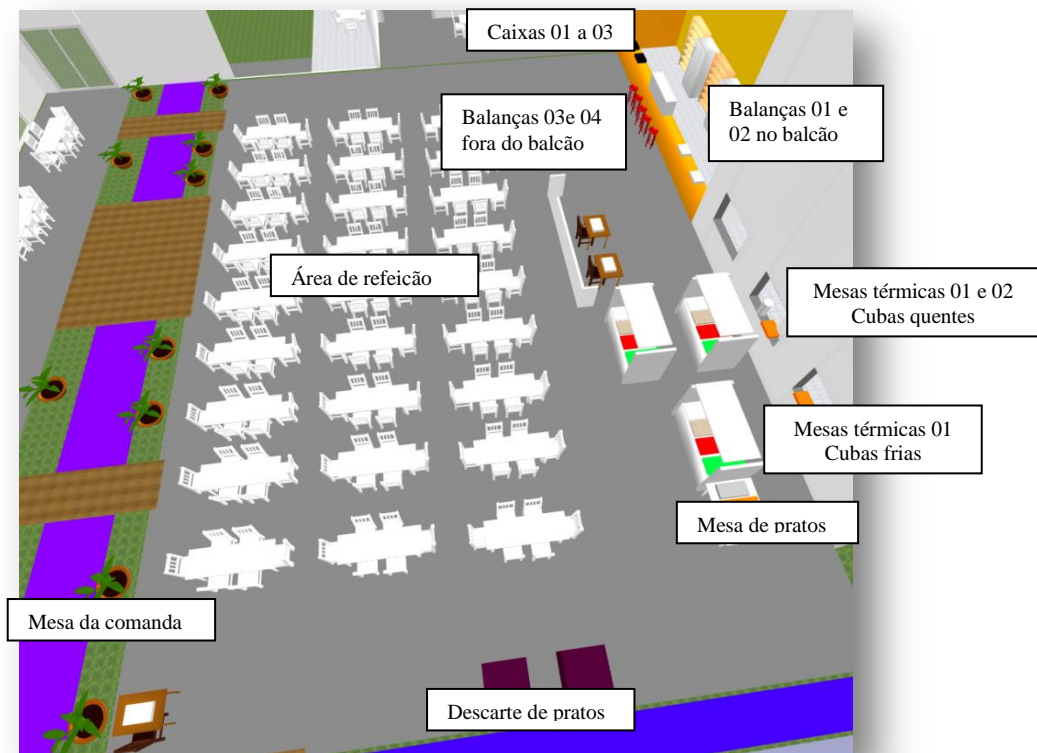 Caixas 01 a 03
Balanças 03e 04
fora do balcão
Balanças 01 e
02 no balcão
Área de refeicão
Mesas térmicas 01 e 02
Cubas quentes
Mesas térmicas 01
Cubas frias
Mesa de pratos
Mesa da comanda
Descarte de pratos